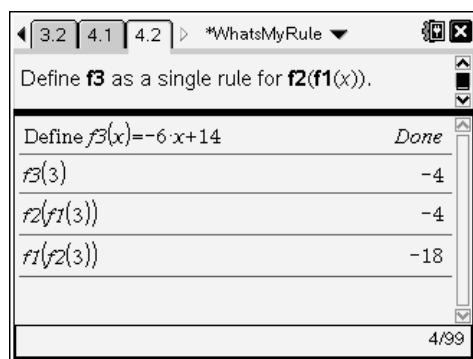 3.2 4.1 4.2 *WhatsMyRule
Define f3 as a single rule for f2(f1(x)).
Define f3(x)=-6·x+14 Done
f3(3) -4
f2(f1(3)) -4
f1(f2(3)) -18
4/99